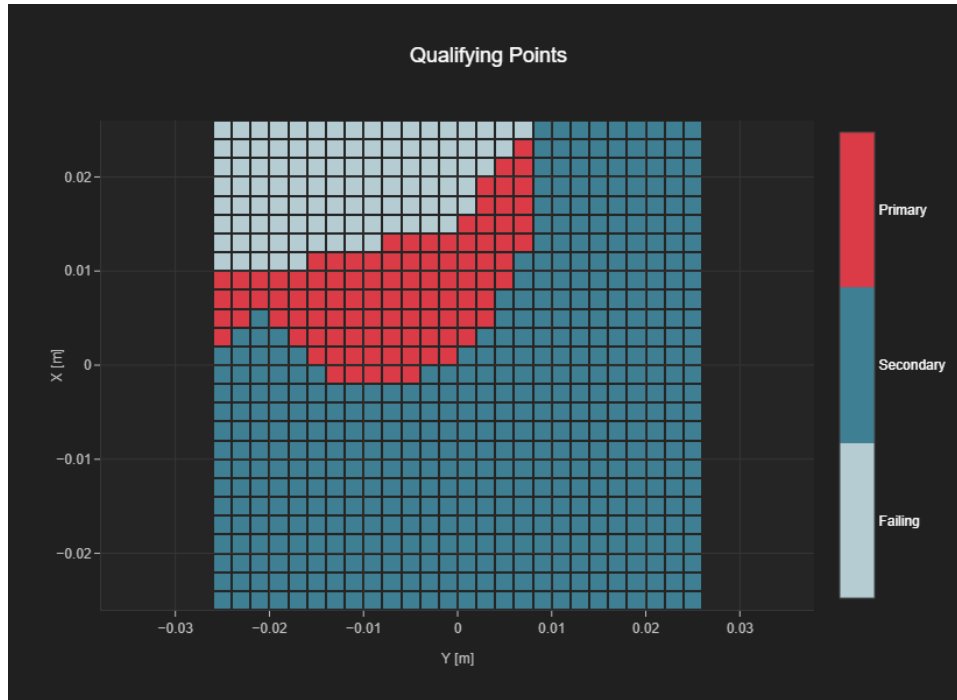 Qualifying Points
0.02
0.01
0
−0.01
−0.02
X [m]
−0.03
−0.02
−0.01
0
0.01
0.02
0.03
Y [m]
Primary
Secondary
Failing